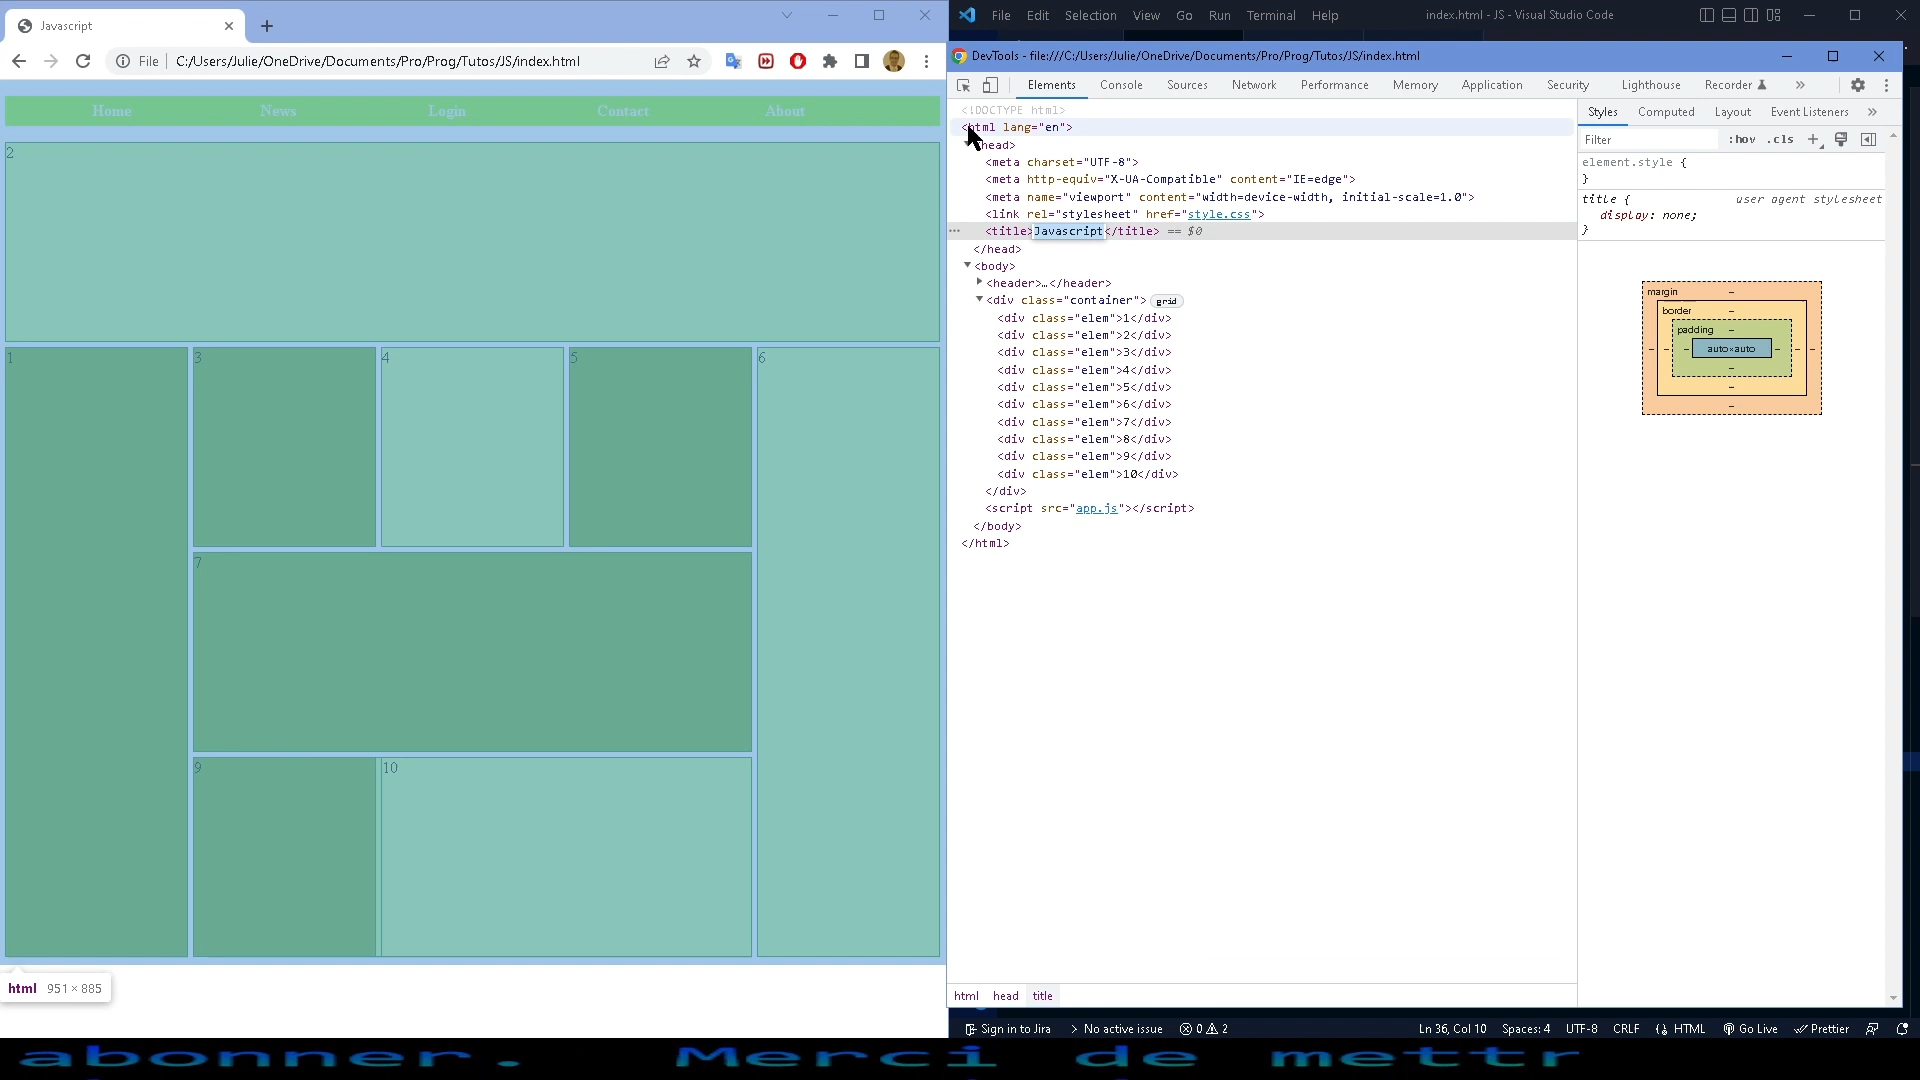 Javascript
File C:/Users/Julie/OneDrive/Documents/Pro/Prog/Tutos/JS/index.html
Home News Login Contact About
2
1 3 4 5 6
7
9 10
html 951 × 885
File Edit Selection View Go Run Terminal Help index.html - JS - Visual Studio Code
DevTools - file:///C:/Users/Julie/OneDrive/Documents/Pro/Prog/Tutos/JS/index.html
Elements Console Sources Network Performance Memory Application Security Lighthouse Recorder
<!DOCTYPE html>
<html lang="en">
head>
<meta charset="UTF-8">
<meta http-equiv="X-UA-Compatible" content="IE=edge">
<meta name="viewport" content="width=device-width, initial-scale=1.0">
<link rel="stylesheet" href="style.css">
<title>Javascript</title> == $0
</head>
<body>
<header>…</header>
<div class="container"> grid
<div class="elem">1</div>
<div class="elem">2</div>
<div class="elem">3</div>
<div class="elem">4</div>
<div class="elem">5</div>
<div class="elem">6</div>
<div class="elem">7</div>
<div class="elem">8</div>
<div class="elem">9</div>
<div class="elem">10</div>
</div>
<script src="app.js"></script>
</body>
</html>
html head title
Styles Computed Layout Event Listeners
Filter :hov .cls
element.style {
}
title { user agent stylesheet
display: none;
}
margin –
border –
padding –
– – – auto×auto – – –
–
–
–
Sign in to Jira No active issue 0 2 Ln 36, Col 10 Spaces: 4 UTF-8 CRLF HTML Go Live Prettier
abonner. Merci de mettr